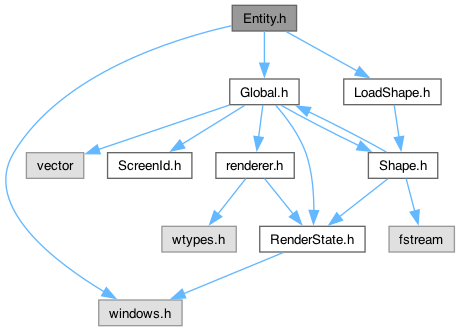 Entity.h
Global.h
LoadShape.h
vector
ScreenId.h
renderer.h
Shape.h
wtypes.h
RenderState.h
fstream
windows.h